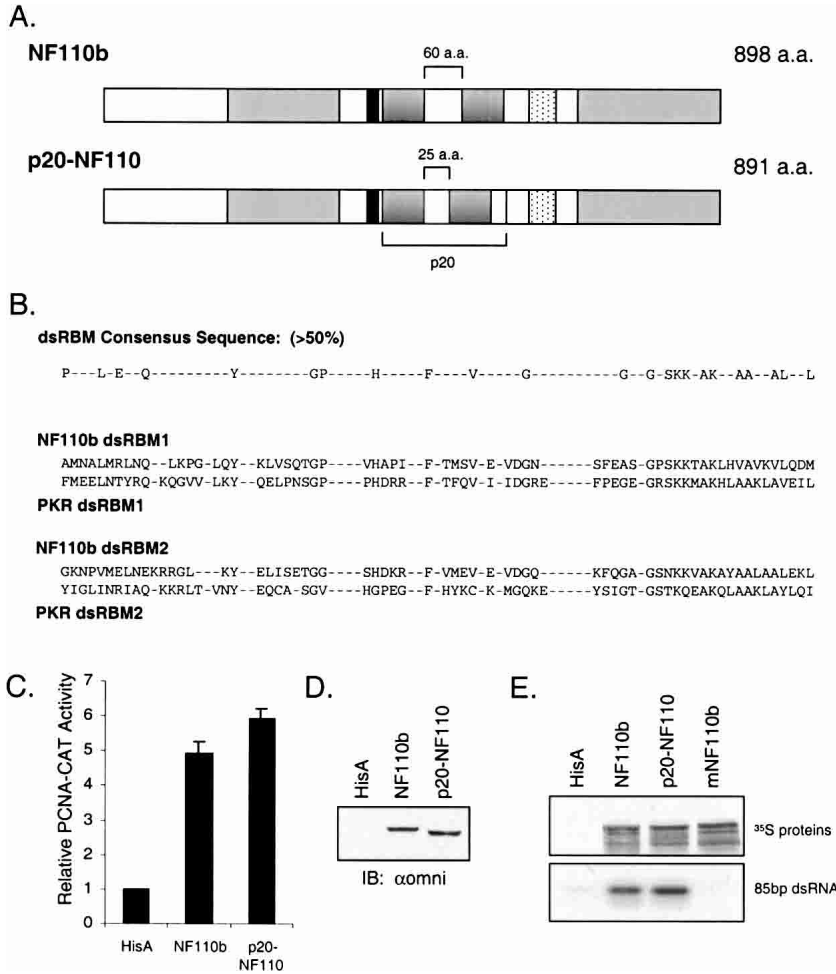 A.
NF110b
60 a.a.
898 a.a.
p20-NF110
25 a.a.
891 a.a.
p20
B.
dsRBM Consensus Sequence: (>50%)
P---L-E--Q---------Y--------GP----H-----F----V-----G----------G--G-SKK-AK--AA--AL--L
NF110b dsRBM1
AMNALMRLNQ--LKPG-LQY--KLVSQTGP----VHAPI--F-TMSV-E-VDGN------SFEAS-GPSKKTAKLHVAVKVLQDM
FMEELNTYRQ-KQGVV-LKY--QELPNSGP----PHDRR--F-TFQV-I-IDGRE-----FPEGE-GRSKKMAKHLAAKLAVEIL
PKR dsRBM1
NF110b dsRBM2
GKNPVMELNEKRRGL---KY--ELISETGG----SHDKR--F-VMEV-E-VDGQ------KFQGA-GSNKKVAKAYAALAALEKL
YIGLINRIAQ-KKRLT-VNY--EQCA-SGV----HGPEG--F-HYKC-K-MGQKE-----YSIGT-GSTKQEAKQLAAKLAYLQI
PKR dsRBM2
C.
Relative PCNA-CAT Activity
7
6
5
4
3
2
1
0
HisA
NF110b
p20-
NF110
D.
HisA
NF110b
p20-NF110
IB: αomni
E.
HisA
NF110b
p20-NF110
mNF110b
35S proteins
85bp dsRNA